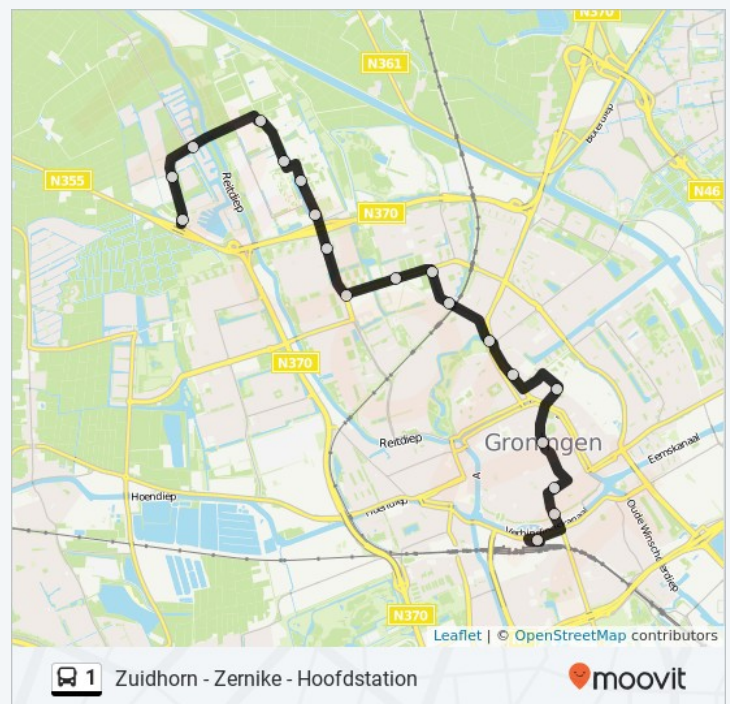 N370
N361
N355
N46
Reitdiep
N370
N370
Reitdiep
Groningen
Eemskanaal
A
Hoendiep
N370
Leaflet | © OpenStreetMap contributors
1 Zuidhorn - Zernike - Hoofdstation
moovit